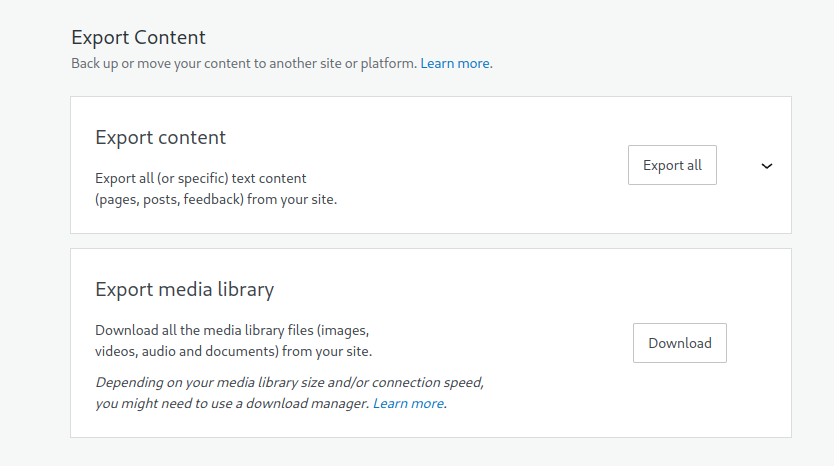 Export Content
Back up or move your content to another site or platform. Learn more.
Export content
Export all (or specific) text content
(pages, posts, feedback) from your site.
Export all
Export media library
Download all the media library files (images,
videos, audio and documents) from your site.
Download
Depending on your media library size and/or connection speed,
you might need to use a download manager. Learn more.